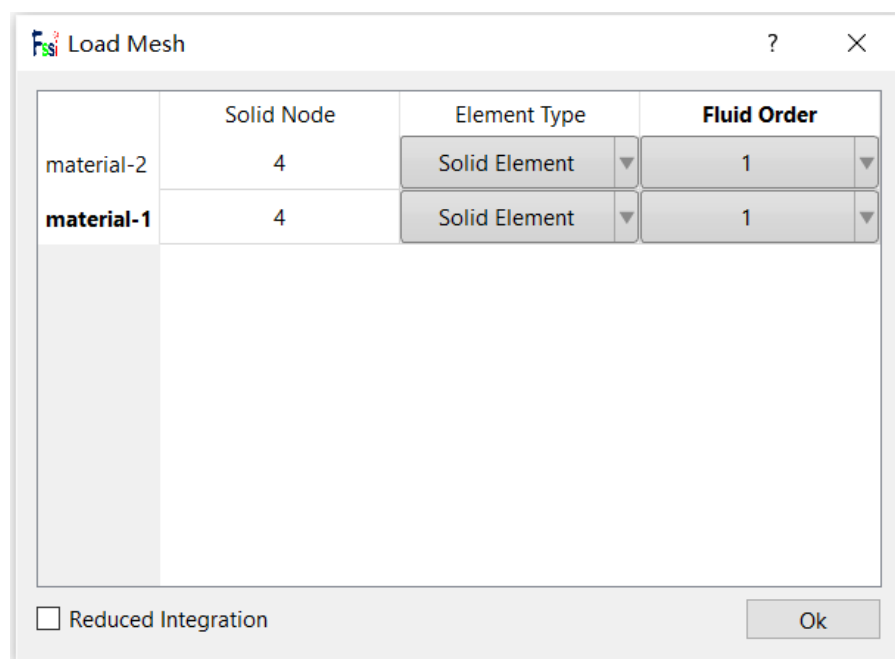 Fssi Load Mesh ? ×
Solid Node Element Type Fluid Order
material-2 4 Solid Element 1
material-1 4 Solid Element 1
Reduced Integration Ok